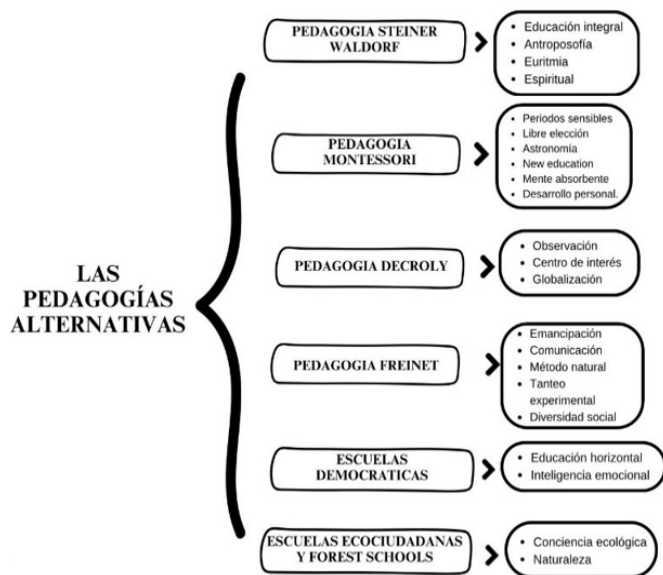 LAS
PEDAGOGÍAS
ALTERNATIVAS
PEDAGOGIA STEINER
WALDORF
• Educación integral
• Antroposofía
• Euritmia
• Espiritual
PEDAGOGIA
MONTESSORI
• Periodos sensibles
• Libre elección
• Astronomía
• New education
• Mente absorbente
• Desarrollo personal.
PEDAGOGIA DECROLY
• Observación
• Centro de interés
• Globalización
PEDAGOGIA FREINET
• Emancipación
• Comunicación
• Método natural
• Tanteo
experimental
• Diversidad social
ESCUELAS
DEMOCRATICAS
• Educación horizontal
• Inteligencia emocional
ESCUELAS ECOCIUDADANAS
Y FOREST SCHOOLS
• Conciencia ecológica
• Naturaleza